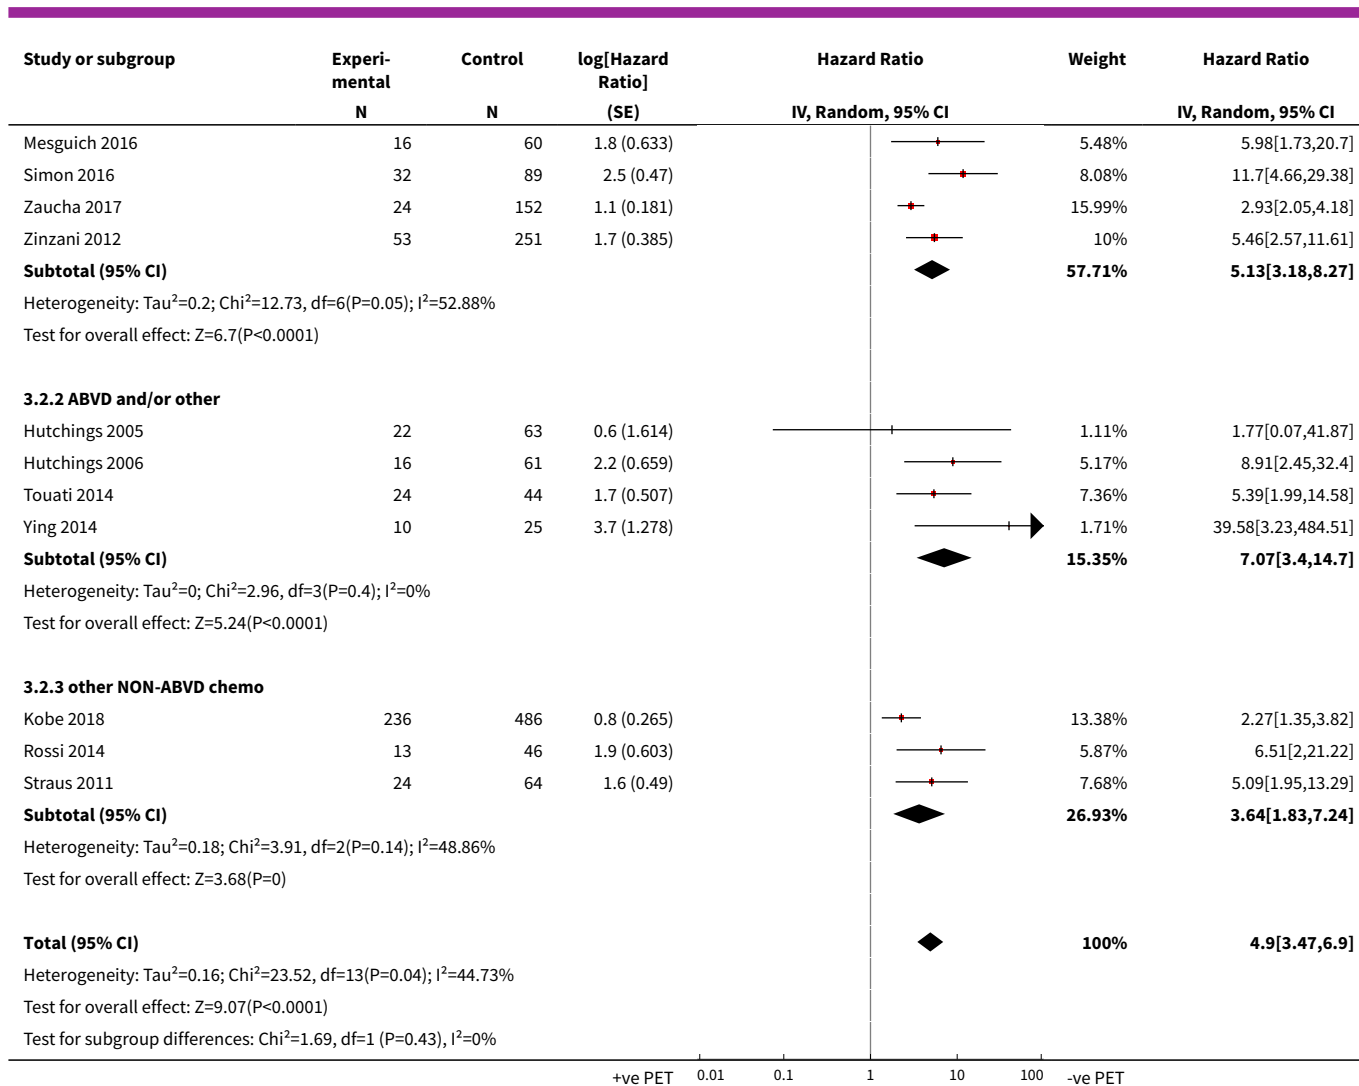 Study or subgroup Experi- Control log[Hazard Hazard Ratio Weight Hazard Ratio
mental Ratio]
N N (SE) IV, Random, 95% CI IV, Random, 95% CI
Mesguich 2016 16 60 1.8 (0.633) 5.48% 5.98[1.73,20.7]
Simon 2016 32 89 2.5 (0.47) 8.08% 11.7[4.66,29.38]
Zaucha 2017 24 152 1.1 (0.181) 15.99% 2.93[2.05,4.18]
Zinzani 2012 53 251 1.7 (0.385) 10% 5.46[2.57,11.61]
Subtotal (95% CI) 57.71% 5.13[3.18,8.27]
Heterogeneity: Tau²=0.2; Chi²=12.73, df=6(P=0.05); I²=52.88%
Test for overall effect: Z=6.7(P<0.0001)
3.2.2 ABVD and/or other
Hutchings 2005 22 63 0.6 (1.614) 1.11% 1.77[0.07,41.87]
Hutchings 2006 16 61 2.2 (0.659) 5.17% 8.91[2.45,32.4]
Touati 2014 24 44 1.7 (0.507) 7.36% 5.39[1.99,14.58]
Ying 2014 10 25 3.7 (1.278) 1.71% 39.58[3.23,484.51]
Subtotal (95% CI) 15.35% 7.07[3.4,14.7]
Heterogeneity: Tau²=0; Chi²=2.96, df=3(P=0.4); I²=0%
Test for overall effect: Z=5.24(P<0.0001)
3.2.3 other NON-ABVD chemo
Kobe 2018 236 486 0.8 (0.265) 13.38% 2.27[1.35,3.82]
Rossi 2014 13 46 1.9 (0.603) 5.87% 6.51[2,21.22]
Straus 2011 24 64 1.6 (0.49) 7.68% 5.09[1.95,13.29]
Subtotal (95% CI) 26.93% 3.64[1.83,7.24]
Heterogeneity: Tau²=0.18; Chi²=3.91, df=2(P=0.14); I²=48.86%
Test for overall effect: Z=3.68(P=0)
Total (95% CI) 100% 4.9[3.47,6.9]
Heterogeneity: Tau²=0.16; Chi²=23.52, df=13(P=0.04); I²=44.73%
Test for overall effect: Z=9.07(P<0.0001)
Test for subgroup differences: Chi²=1.69, df=1 (P=0.43), I²=0%
+ve PET 0.01 0.1 1 10 100 -ve PET